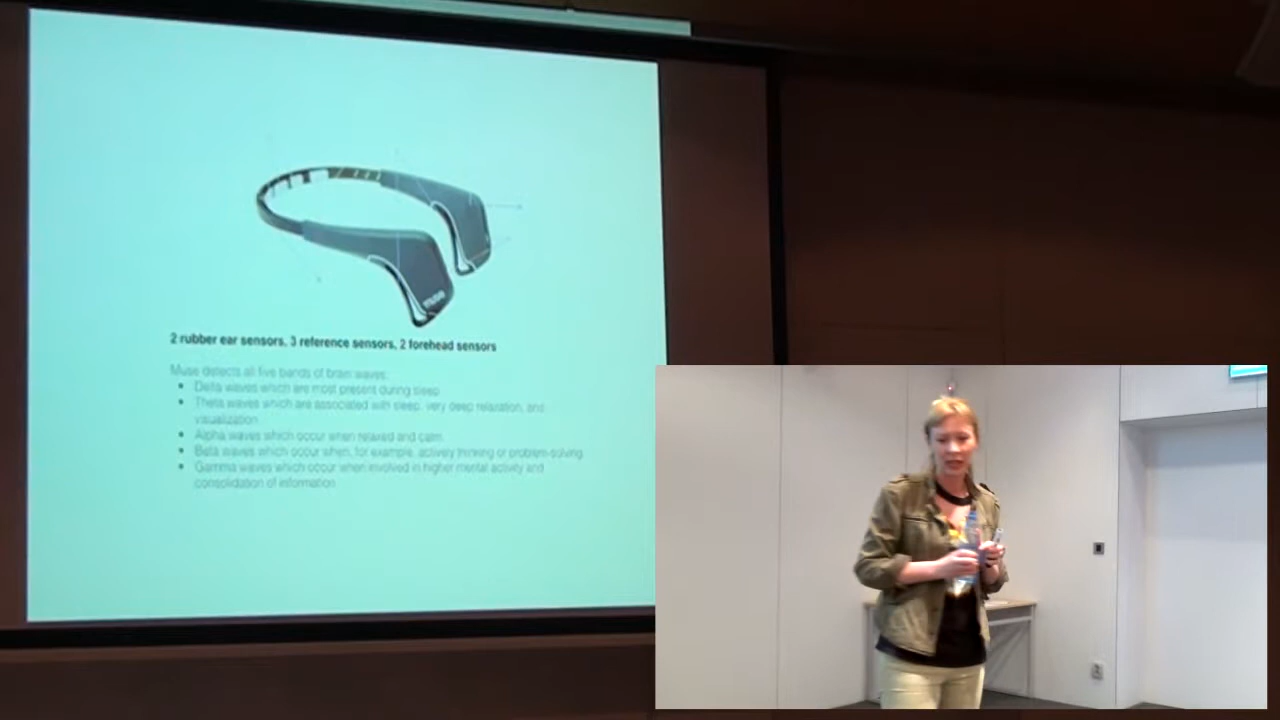 muse
2 rubber ear sensors, 3 reference sensors, 2 forehead sensors
Muse detects all five bands of brain waves:
• Delta waves which are most present during sleep
• Theta waves which are associated with sleep, very deep relaxation, and
visualization
• Alpha waves which occur when relaxed and calm.
• Beta waves which occur when, for example, actively thinking or problem-solving
• Gamma waves which occur when involved in higher mental activity and
consolidation of information